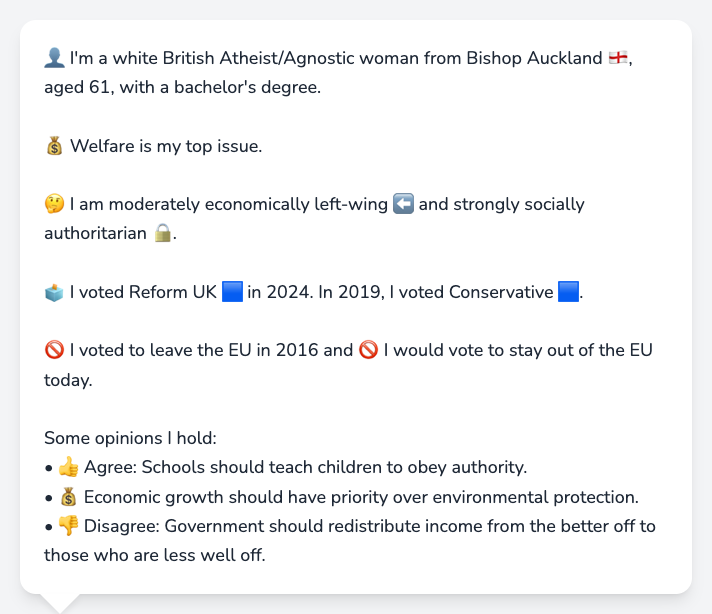 👤 I'm a white British Atheist/Agnostic woman from Bishop Auckland 🏴󠁧󠁢󠁥󠁮󠁧󠁿,
aged 61, with a bachelor's degree.
💰 Welfare is my top issue.
🤔 I am moderately economically left-wing ⬅️ and strongly socially
authoritarian 🔒.
🗳️ I voted Reform UK 🟦 in 2024. In 2019, I voted Conservative 🟦.
🚫 I voted to leave the EU in 2016 and 🚫 I would vote to stay out of the EU
today.
Some opinions I hold:
• 👍 Agree: Schools should teach children to obey authority.
• 💰 Economic growth should have priority over environmental protection.
• 👎 Disagree: Government should redistribute income from the better off to
those who are less well off.